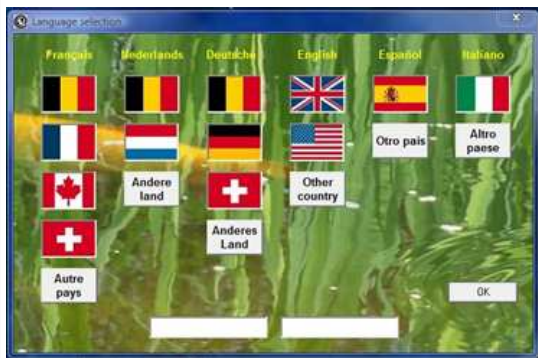 Language selection
Français Nederlands Deutsche English Español Italiano
Otro pais
Altro
paese
Andere
land
Other
country
Anderes
Land
Autre
pays
OK